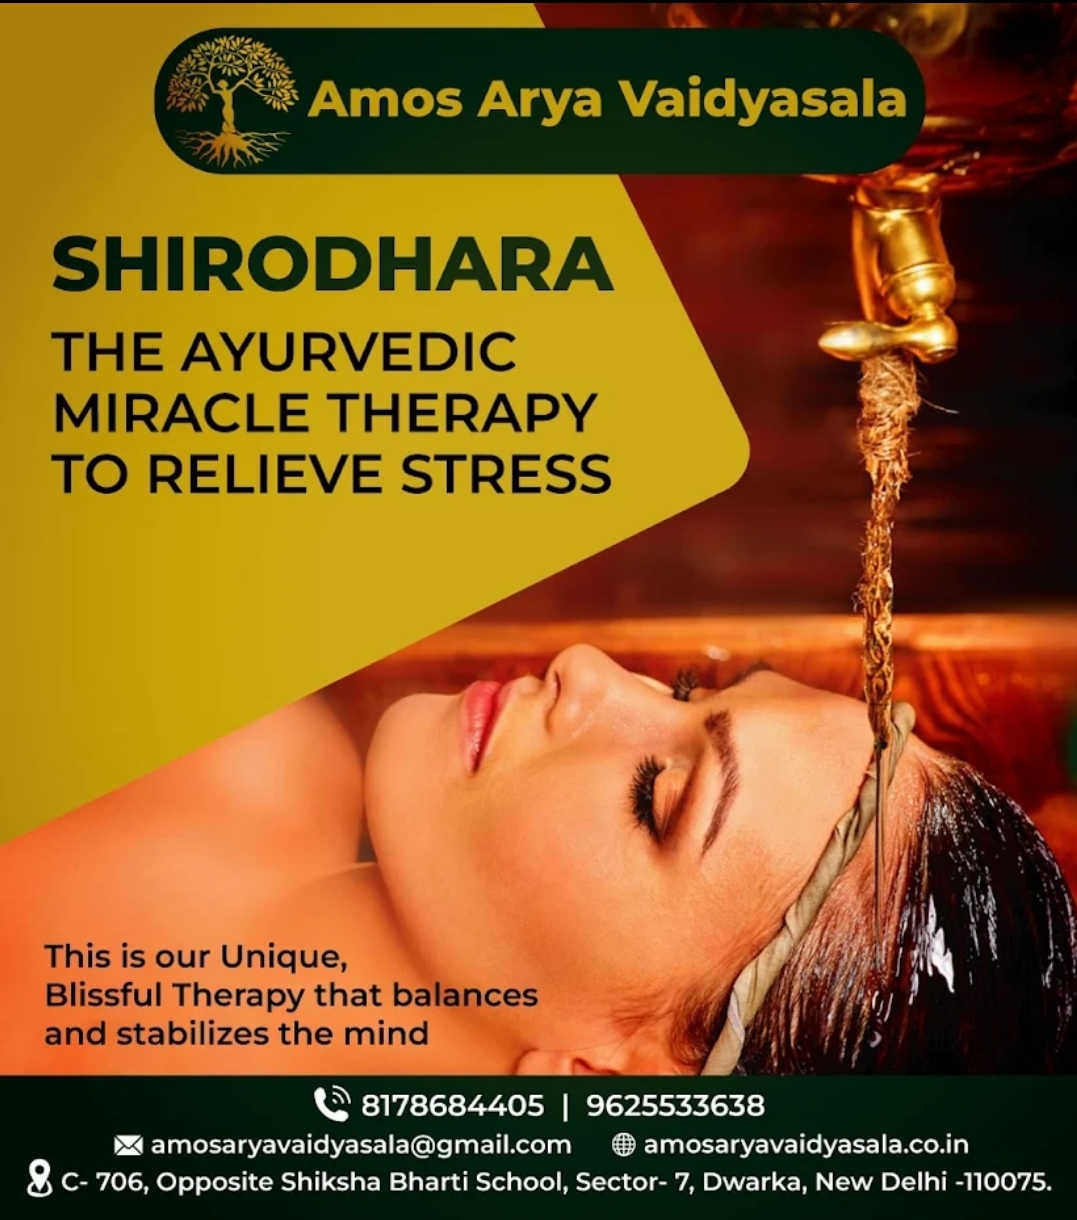 Amos Arya Vaidyasala
SHIRODHARA
THE AYURVEDIC
MIRACLE THERAPY
TO RELIEVE STRESS
This is our Unique,
Blissful Therapy that balances
and stabilizes the mind
8178684405 | 9625533638
amosaryavaidyasala@gmail.com amosaryavaidyasala.co.in
C- 706, Opposite Shiksha Bharti School, Sector- 7, Dwarka, New Delhi -110075.